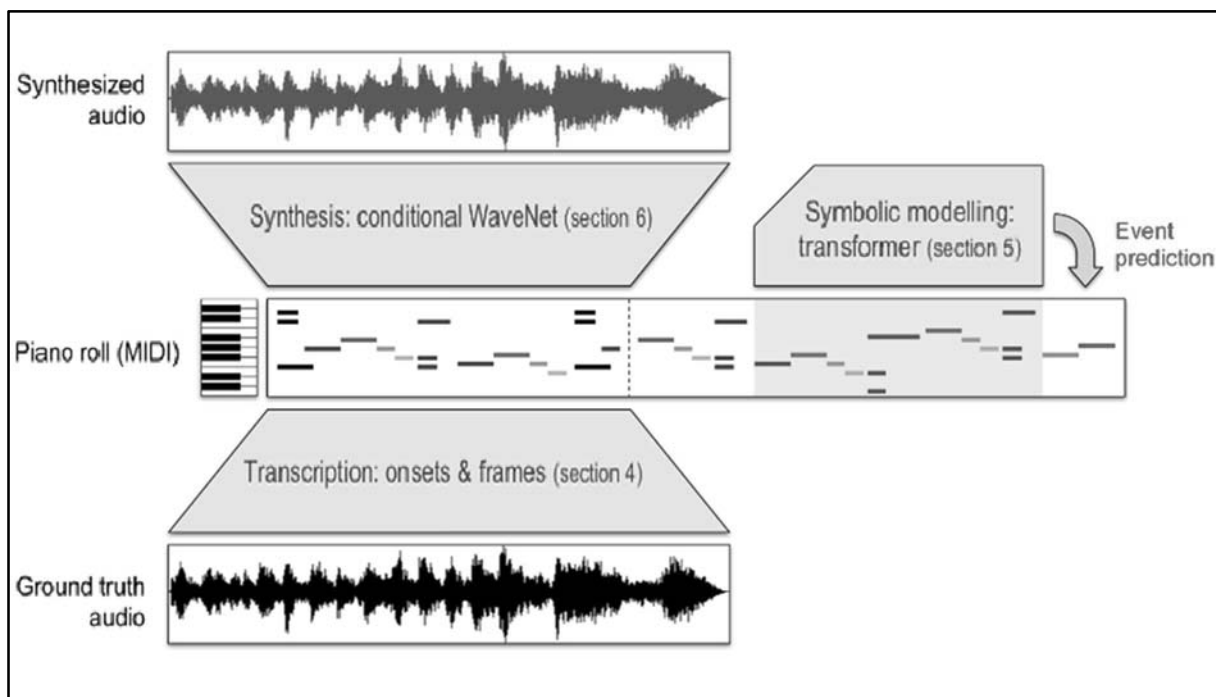 Synthesized
audio
Synthesis: conditional WaveNet (section 6)
Symbolic modelling:
transformer (section 5)
Event
prediction
Piano roll (MIDI)
Transcription: onsets & frames (section 4)
Ground truth
audio